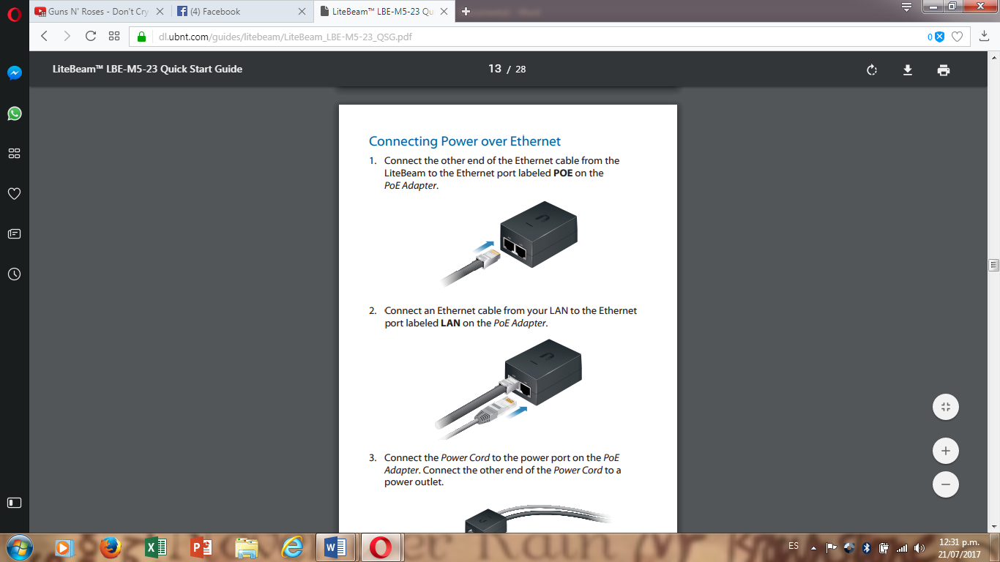 Guns N' Roses - Don't Cry
(4) Facebook
LiteBeam™ LBE-M5-23 Qu
dl.ubnt.com/guides/litebeam/LiteBeam_LBE-M5-23_QSG.pdf
0
LiteBeam™ LBE-M5-23 Quick Start Guide
13 / 28
Connecting Power over Ethernet
1. Connect the other end of the Ethernet cable from the
LiteBeam to the Ethernet port labeled POE on the
PoE Adapter.
2. Connect an Ethernet cable from your LAN to the Ethernet
port labeled LAN on the PoE Adapter.
3. Connect the Power Cord to the power port on the PoE
Adapter. Connect the other end of the Power Cord to a
power outlet.
ES
12:31 p.m.
21/07/2017